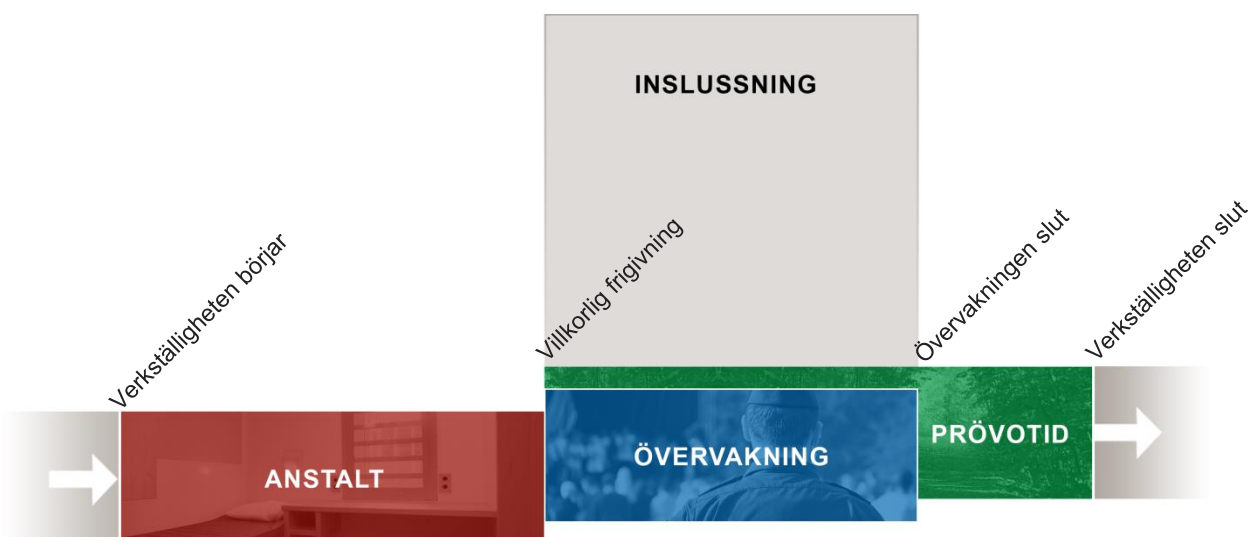 INSLUSSNING
Verkställigheten börjar
Villkorlig frigivning
Övervakningen slut
Verkställigheten slut
ANSTALT
ÖVERVAKNING
PRÖVOTID